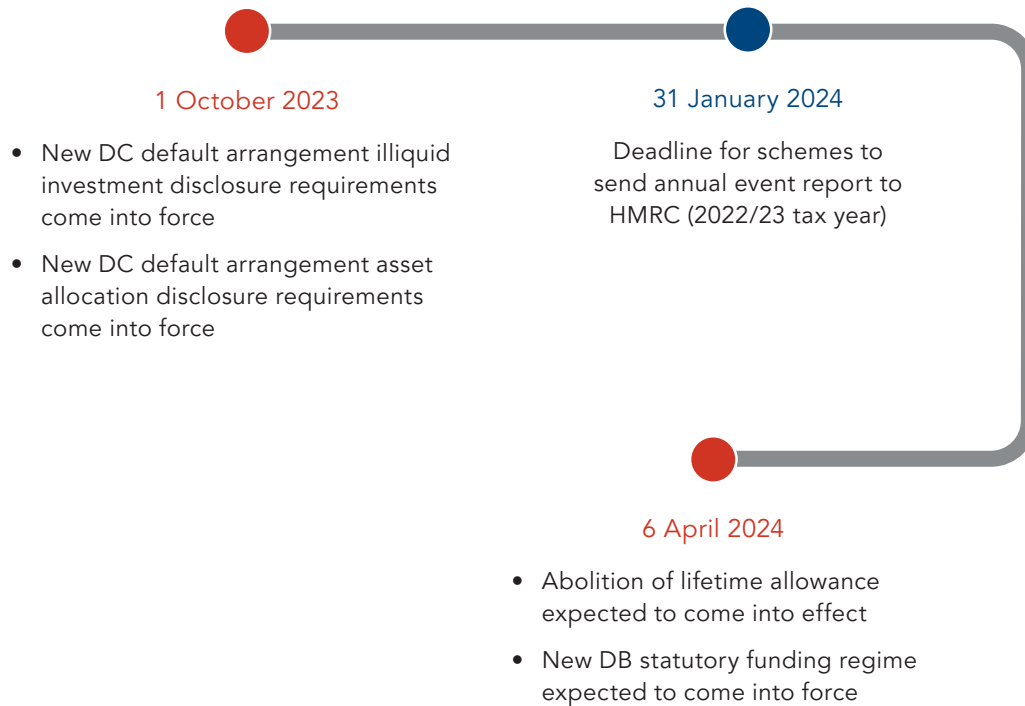 1 October 2023
• New DC default arrangement illiquid
investment disclosure requirements
come into force
• New DC default arrangement asset
allocation disclosure requirements
come into force
31 January 2024
Deadline for schemes to
send annual event report to
HMRC (2022/23 tax year)
6 April 2024
• Abolition of lifetime allowance
expected to come into effect
• New DB statutory funding regime
expected to come into force